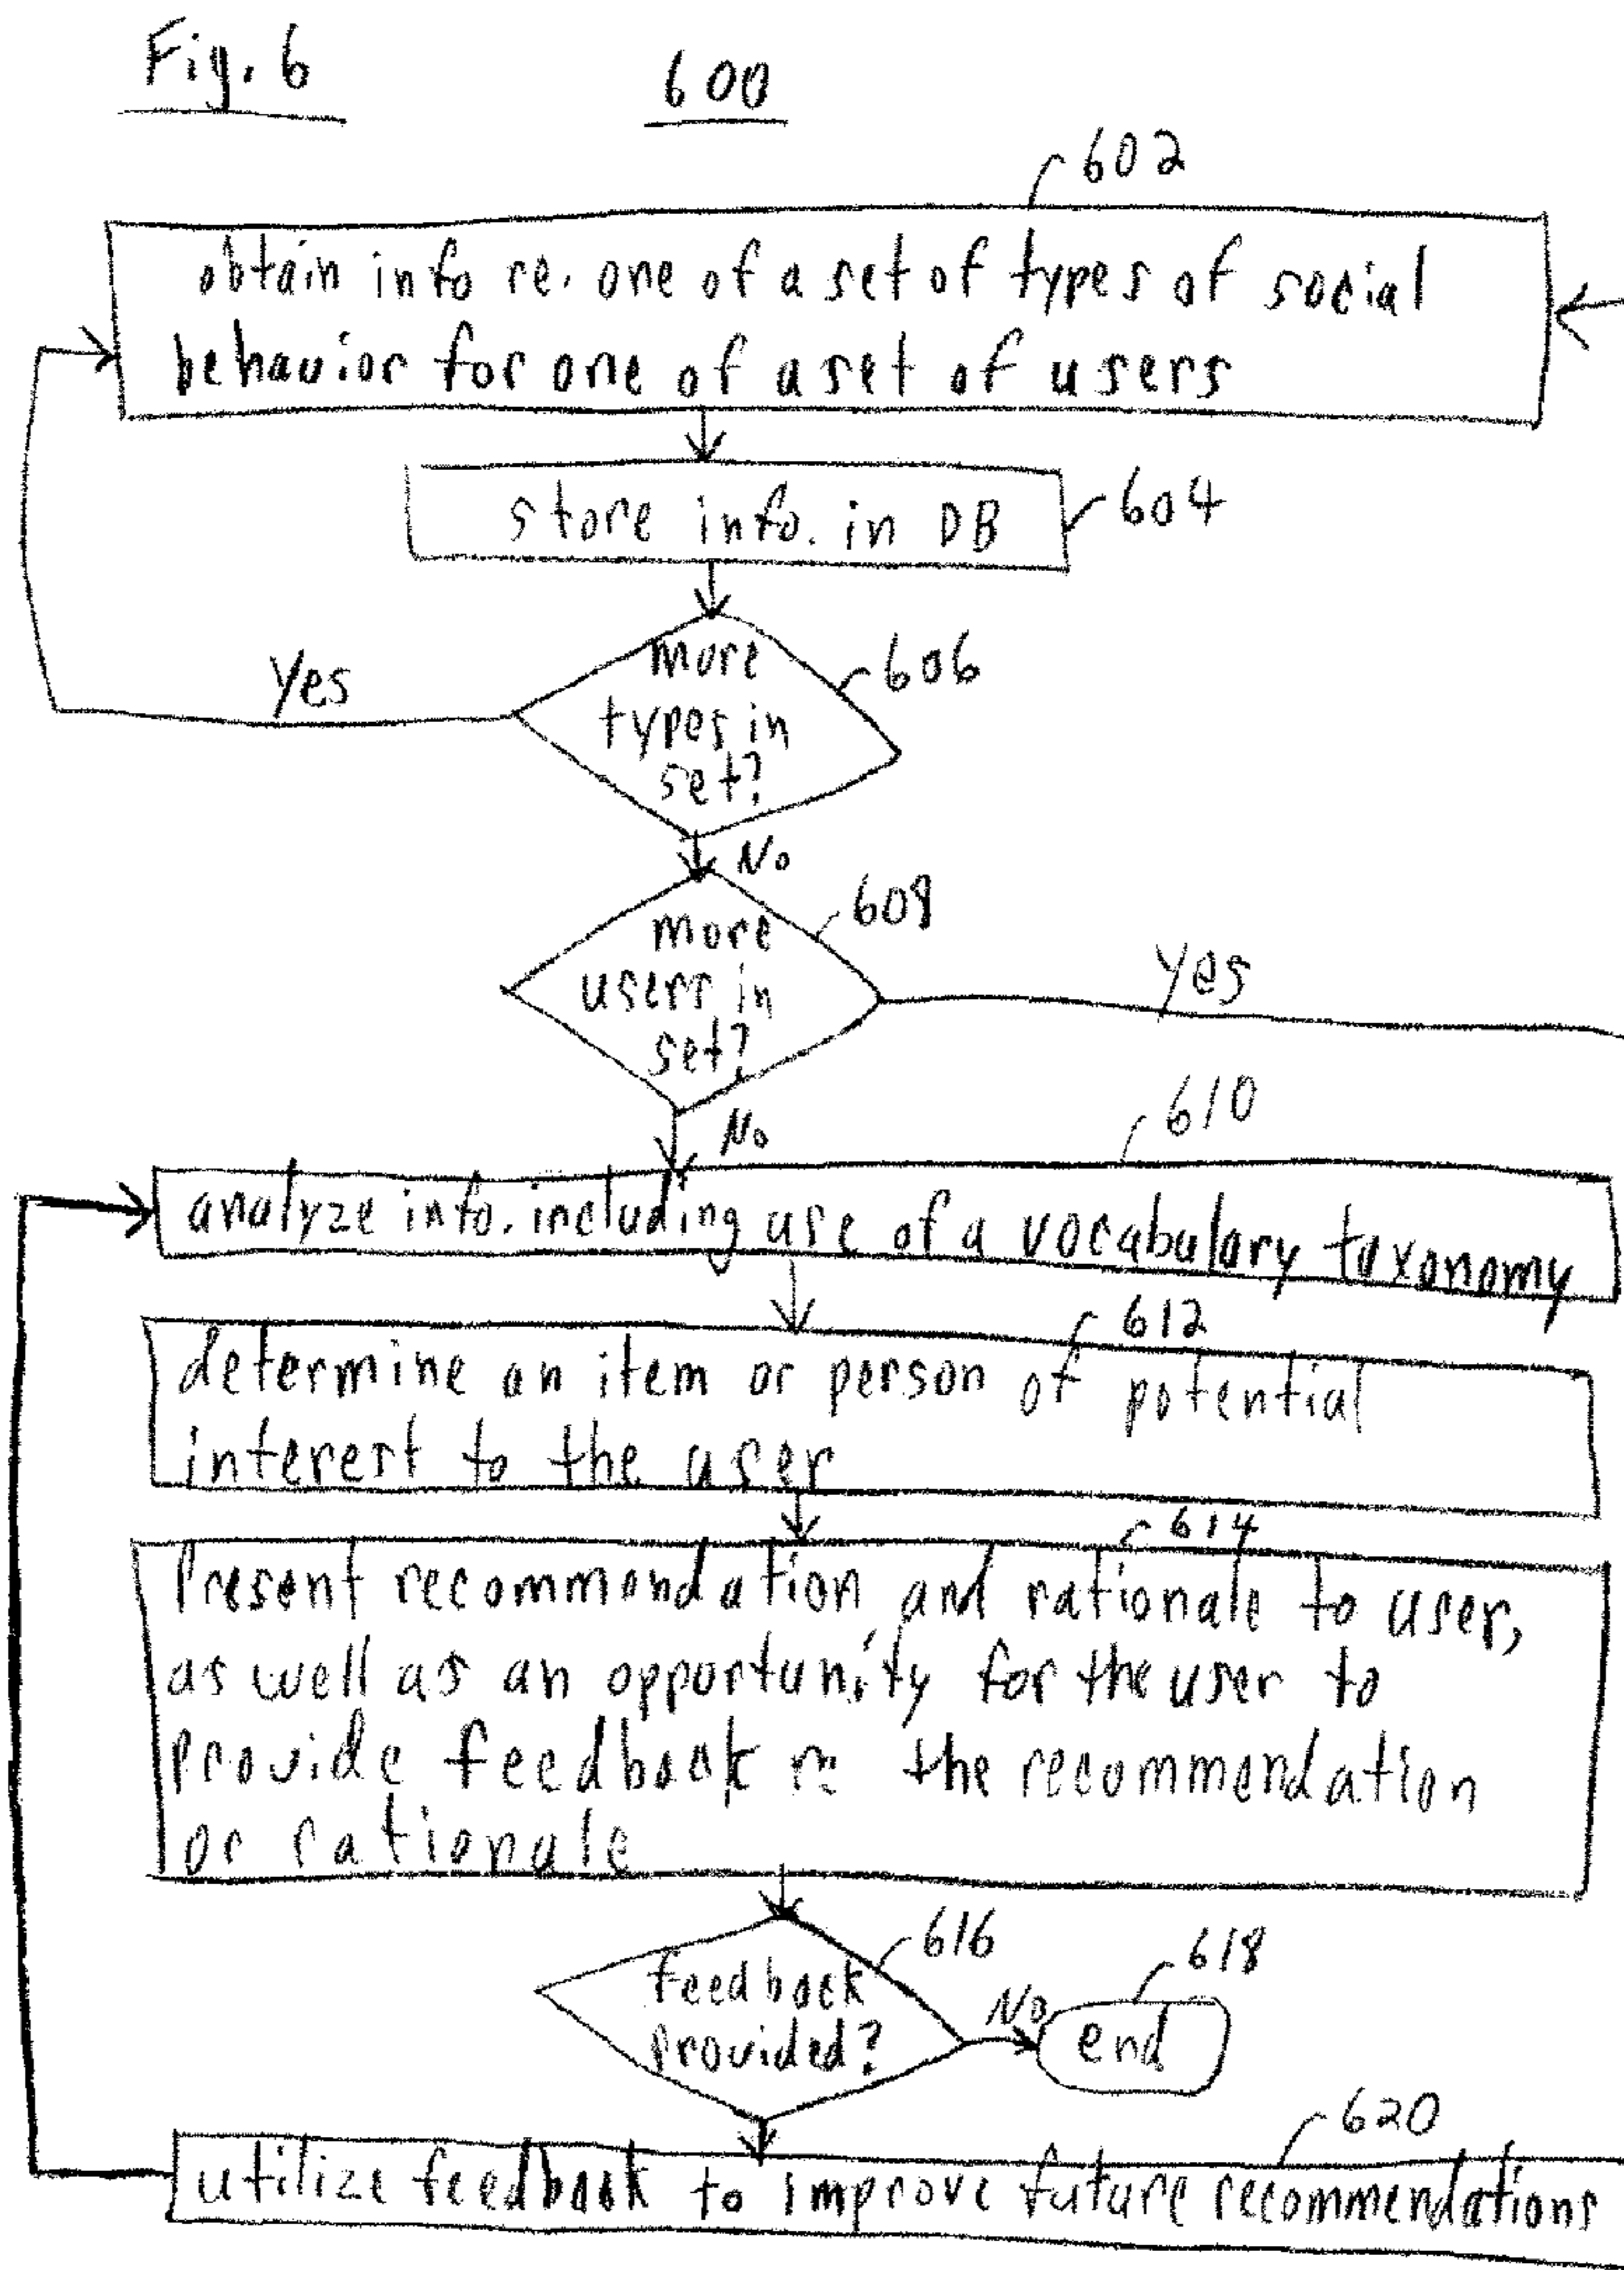 Fig. 6
600
602
obtain info re. one of a set of types of social
behavior for one of a set of users
store info. in DB
604
more
types in
set?
606
Yes
No
more
users in
set?
608
Yes
No
610
analyze info. including use of a vocabulary taxonomy
612
determine an item or person of potential
interest to the user
614
Present recommendation and rationale to user,
as well as an opportunity for the user to
provide feedback re the recommendation
or rationale
616
feedback
provided?
No
618
end
620
utilize feedback to improve future recommendations